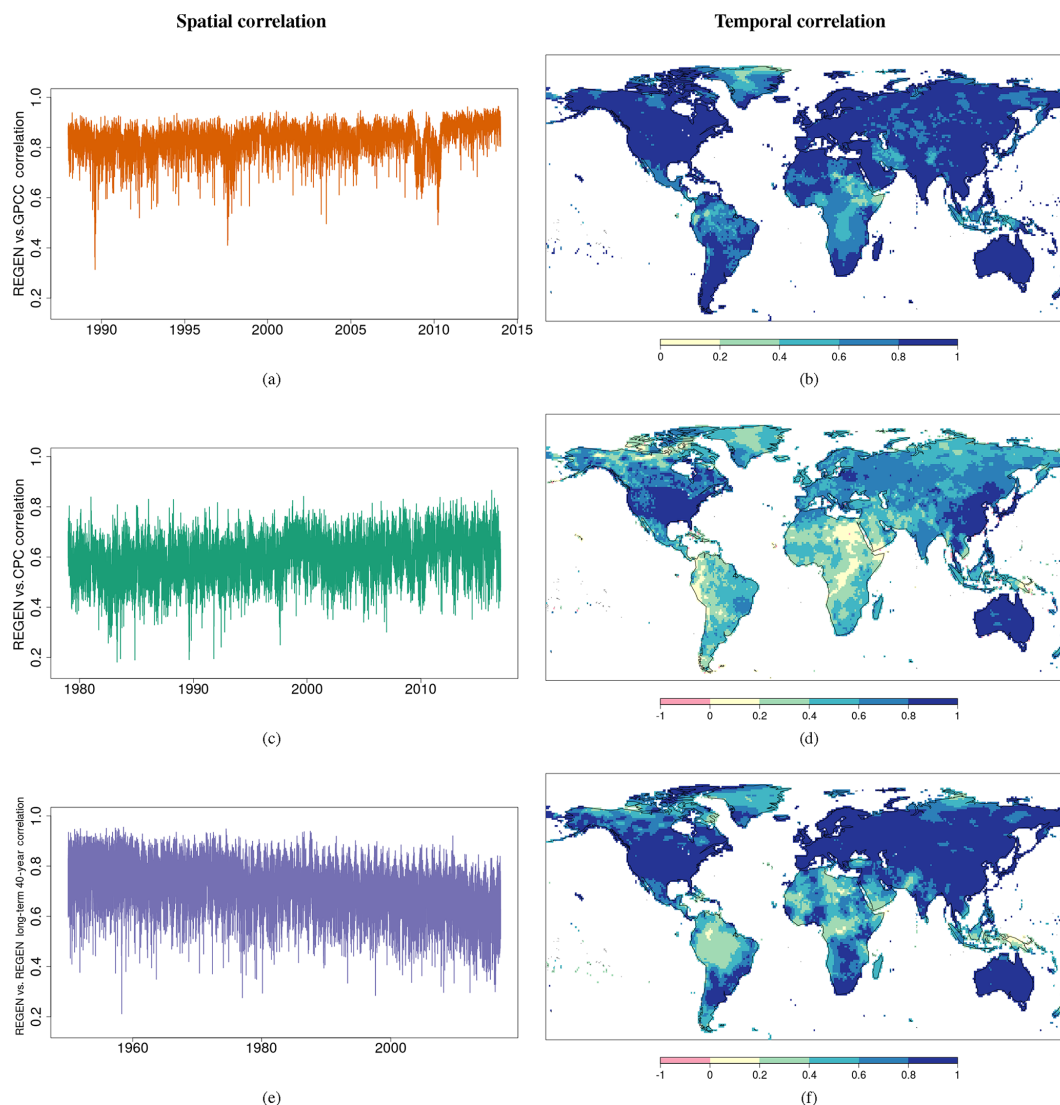 Spatial correlation
Temporal correlation
REGEN vs.GPCC correlation
0.2 0.4 0.6 0.8 1.0
1990 1995 2000 2005 2010 2015
(a)
0 0.2 0.4 0.6 0.8 1
(b)
REGEN vs.CPC correlation
0.2 0.4 0.6 0.8 1.0
1980 1990 2000 2010
(c)
-1 0 0.2 0.4 0.6 0.8 1
(d)
REGEN vs. REGEN long-term 40-year correlation
0.2 0.4 0.6 0.8 1.0
1960 1980 2000
(e)
-1 0 0.2 0.4 0.6 0.8 1
(f)